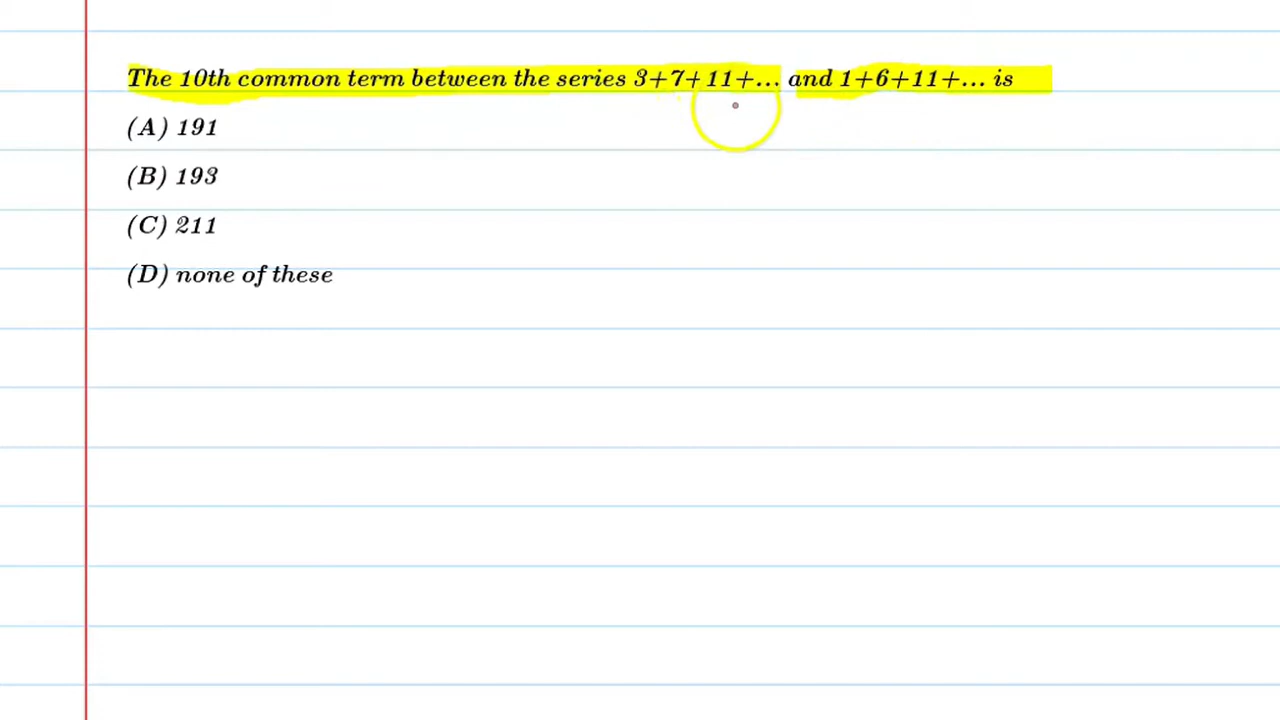 The 10th common term between the series 3+7+11+... and 1+6+11+... is
(A) 191
(B) 193
(C) 211
(D) none of these